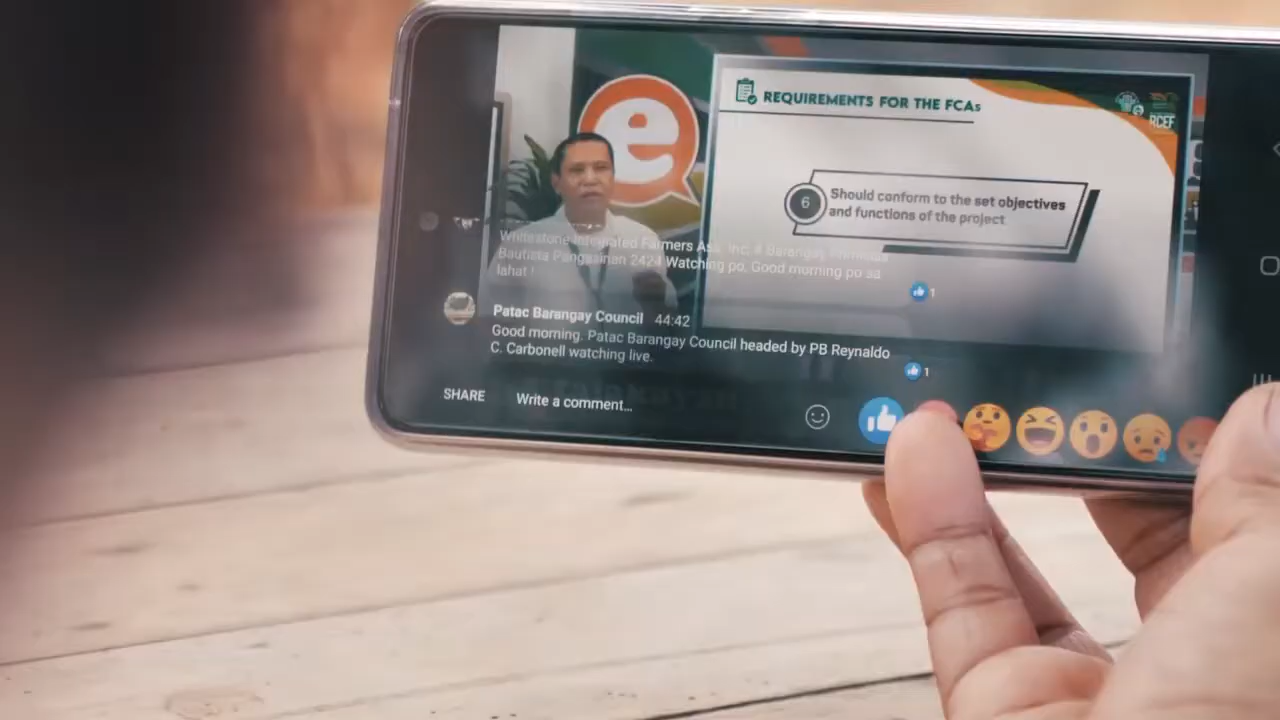 e
REQUIREMENTS FOR THE FCAs
RCEF
6
Should conform to the set objectives
and functions of the project
Whitestone Integrated Farmers Ass. Inc, # Barangay
Bautista Pangasinan 2424 Watching po. Good morning po sa
lahat !
1
Patac Barangay Council 44:42
Good morning. Patac Barangay Council headed by PB Reynaldo
C. Carbonell watching live.
1
SHARE Write a comment...